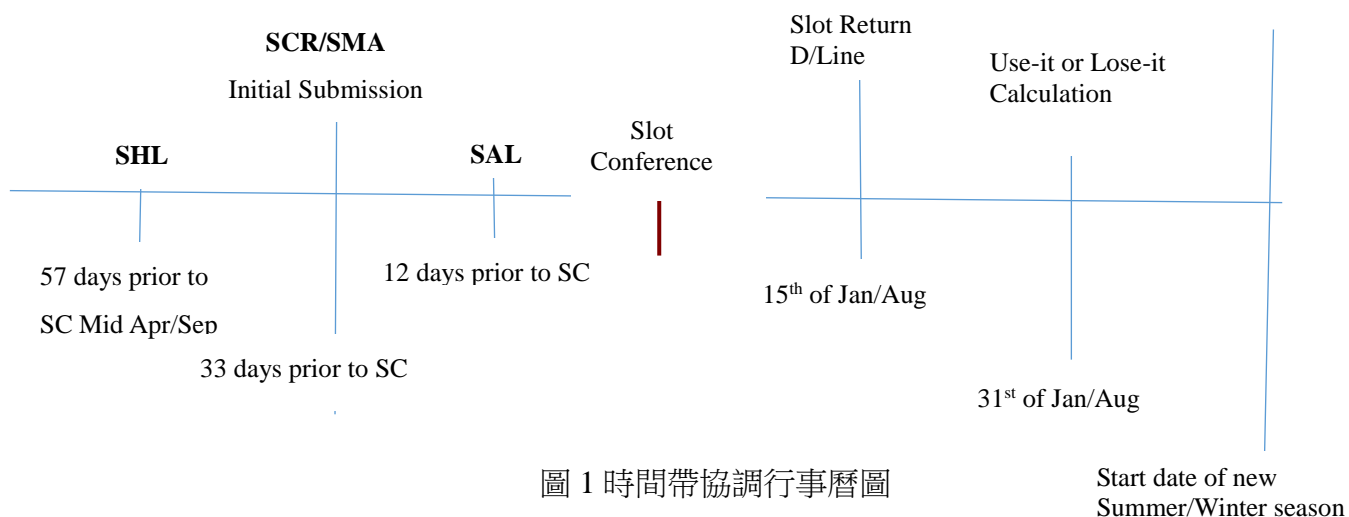 SCR/SMA
Initial Submission
SHL
SAL
Slot
Conference
Slot Return
D/Line
Use-it or Lose-it
Calculation
57 days prior to
SC Mid Apr/Sep
33 days prior to SC
12 days prior to SC
15th of Jan/Aug
31st of Jan/Aug
Start date of new
Summer/Winter season
圖 1 時間帶協調行事曆圖